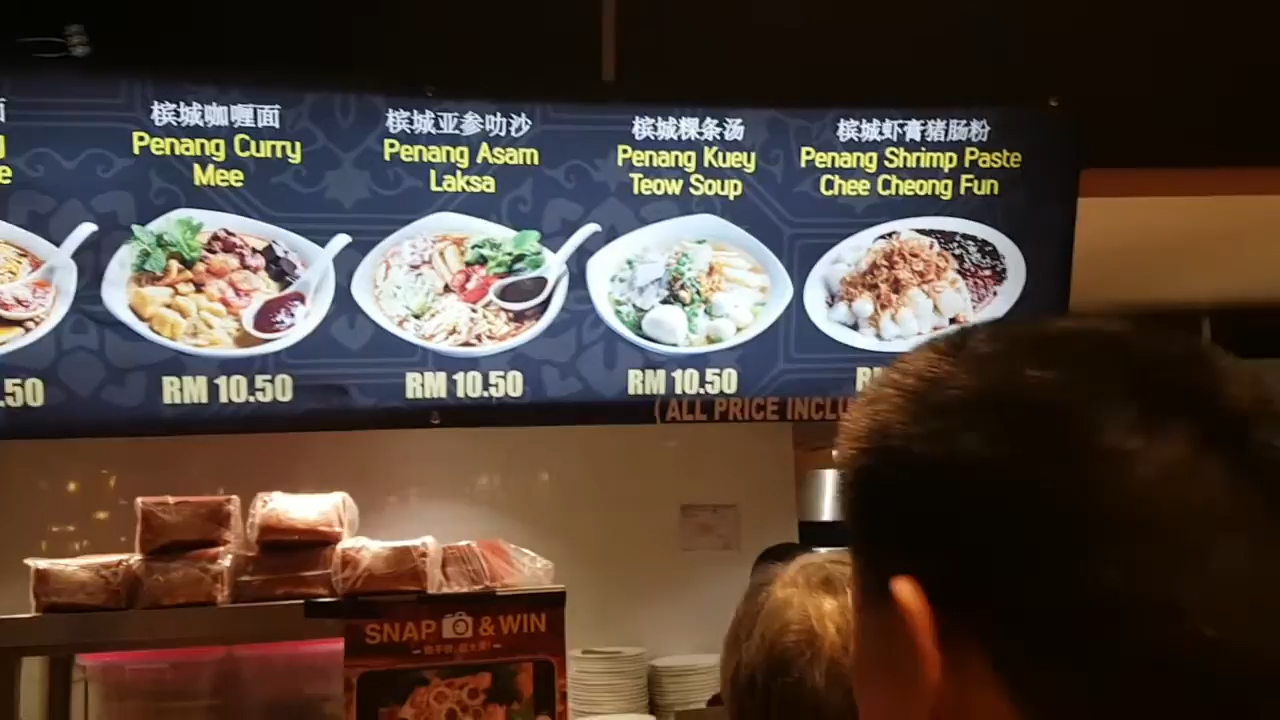 槟城咖喱面
Penang Curry
Mee
RM 10.50
槟城亚参叻沙
Penang Asam
Laksa
RM 10.50
槟城粿条汤
Penang Kuey
Teow Soup
RM 10.50
槟城虾膏猪肠粉
Penang Shrimp Paste
Chee Cheong Fun
.50
(ALL PRICE
SNAP & WIN